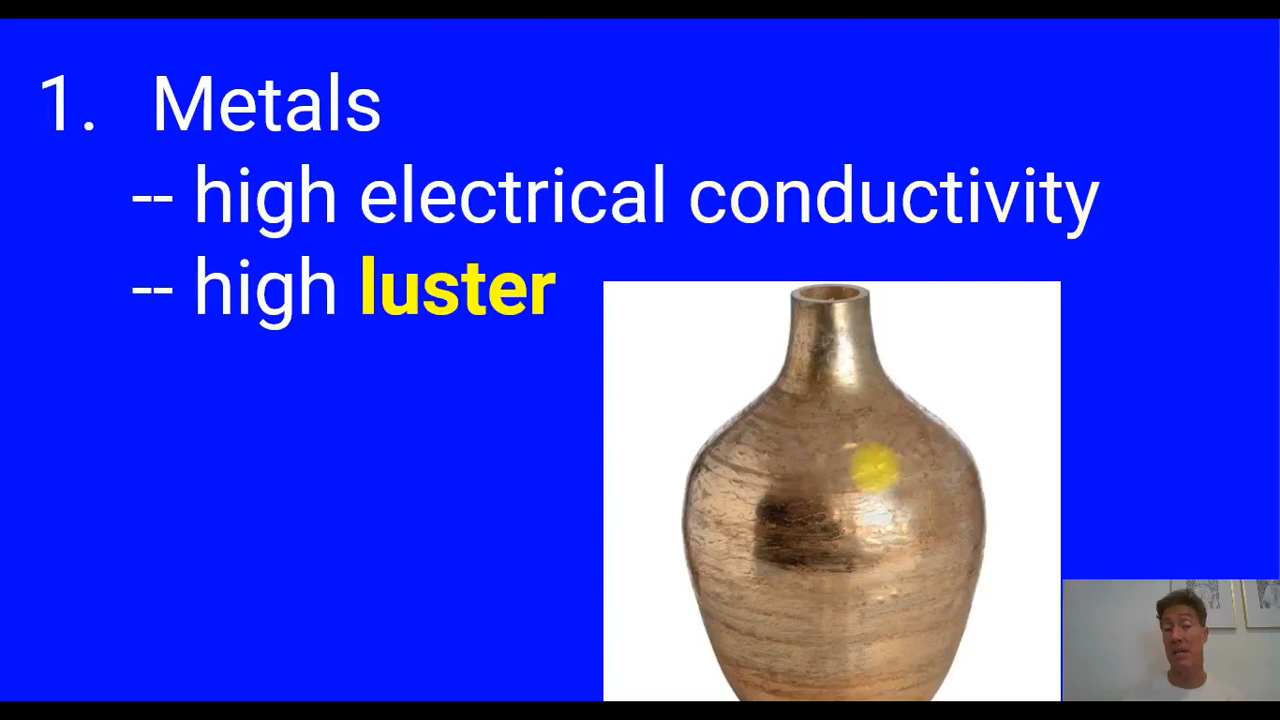 1. Metals
-- high electrical conductivity
-- high luster